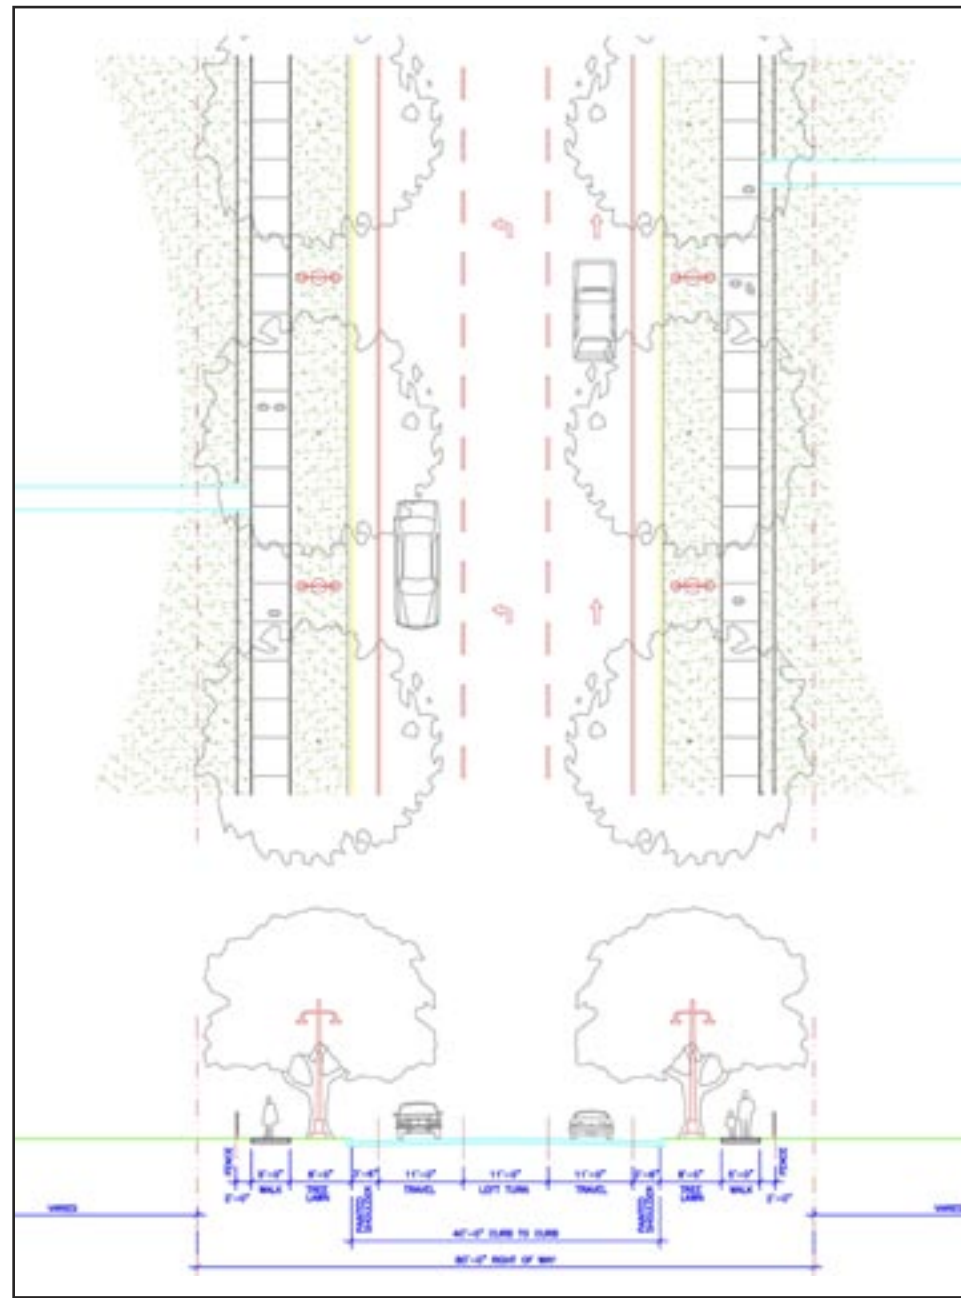 FENCE
5'-0" 8'-0" 3'-6" 11'-0" 11'-0" 11'-0" 3'-6" 8'-0" 5'-0"
FENCE
WALK TREE TRAVEL LEFT TURN TRAVEL TREE WALK
LAWN LAWN
2'-0" 2'-0"
PAINTED
SHOULDER
PAINTED
SHOULDER
VARIES VARIES
40'-0" CURB TO CURB
80'-0" RIGHT OF WAY